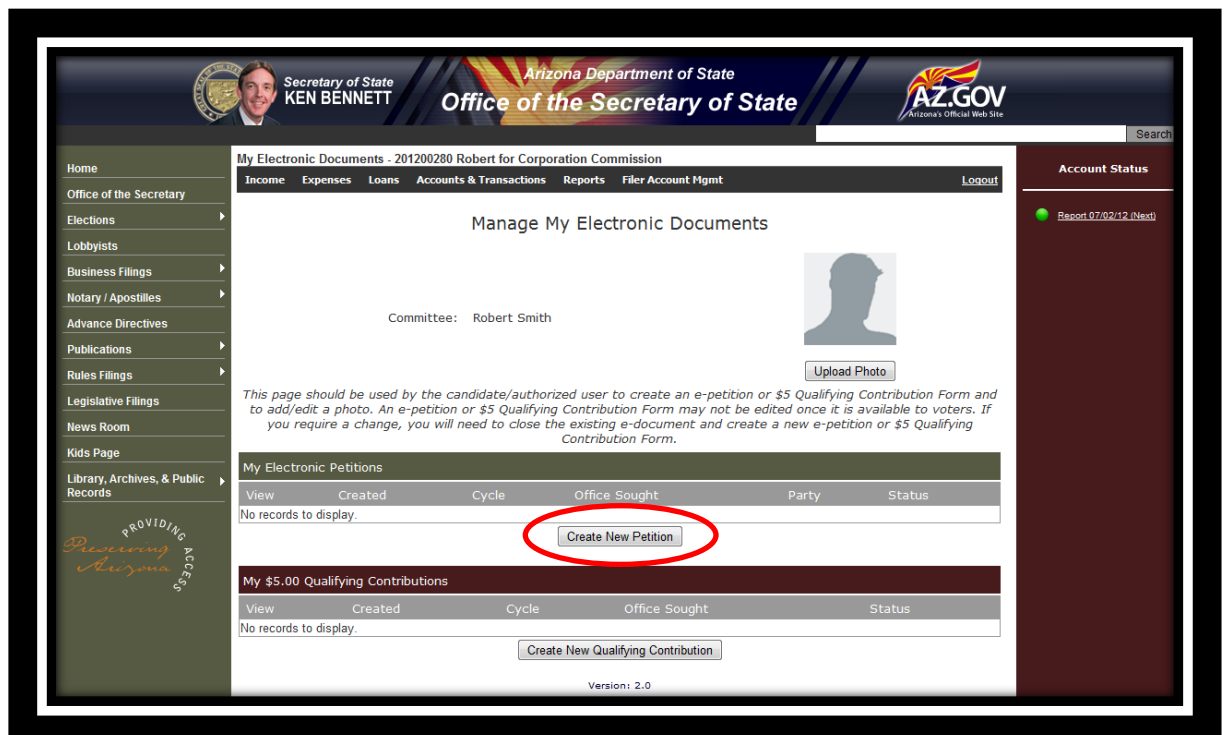 Secretary of State
KEN BENNETT
Arizona Department of State
Office of the Secretary of State
AZ.GOV
Arizona's Official Web Site
Search
Home
Office of the Secretary
Elections
Lobbyists
Business Filings
Notary / Apostilles
Advance Directives
Publications
Rules Filings
Legislative Filings
News Room
Kids Page
Library, Archives, & Public
Records
PROVIDING ACCESS
Preserving
Arizona
My Electronic Documents - 201200280 Robert for Corporation Commission
Income Expenses Loans Accounts & Transactions Reports Filer Account Mgmt Logout
Manage My Electronic Documents
Committee: Robert Smith
Upload Photo
This page should be used by the candidate/authorized user to create an e-petition or $5 Qualifying Contribution Form and
to add/edit a photo. An e-petition or $5 Qualifying Contribution Form may not be edited once it is available to voters. If
you require a change, you will need to close the existing e-document and create a new e-petition or $5 Qualifying
Contribution Form.
My Electronic Petitions
View Created Cycle Office Sought Party Status
No records to display.
Create New Petition
My $5.00 Qualifying Contributions
View Created Cycle Office Sought Status
No records to display.
Create New Qualifying Contribution
Version: 2.0
Account Status
Report 07/02/12 (Next)